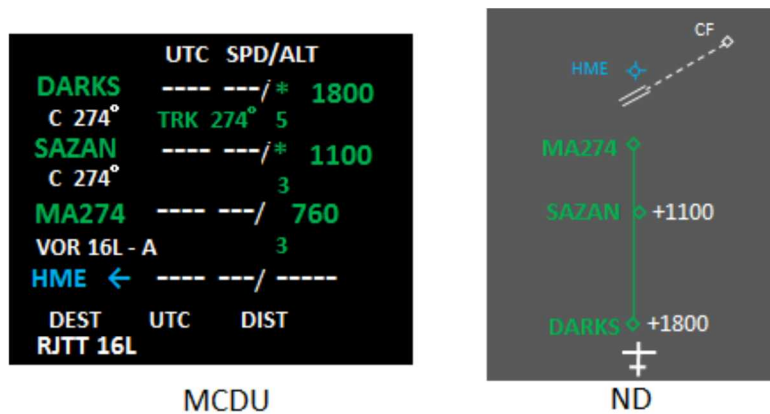 UTC SPD/ALT
DARKS ---- ---/ * 1800
C 274° TRK 274° 5
SAZAN ---- ---/ * 1100
C 274° 3
MA274 ---- ---/ 760
VOR 16L - A 3
HME ← ---- ---/ -----
DEST UTC DIST
RJTT 16L
MCDU
CF
HME
MA274
SAZAN +1100
DARKS +1800
ND